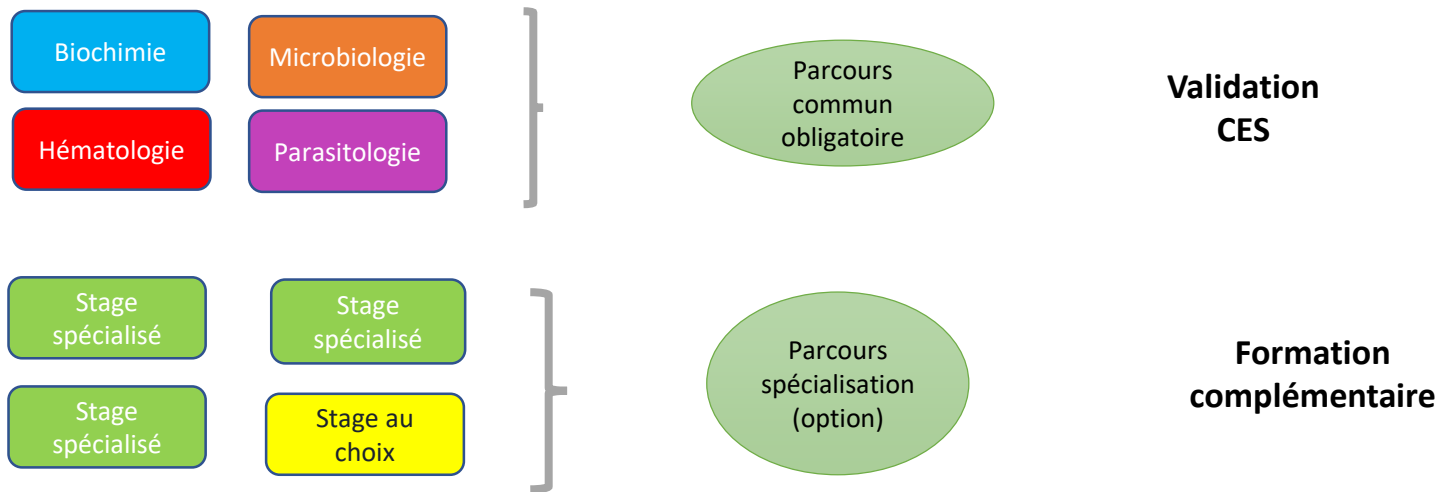 Biochimie
Microbiologie
Hématologie
Parasitologie
Parcours
commun
obligatoire
Validation
CES
Stage
spécialisé
Stage
spécialisé
Stage
spécialisé
Stage au
choix
Parcours
spécialisation
(option)
Formation
complémentaire